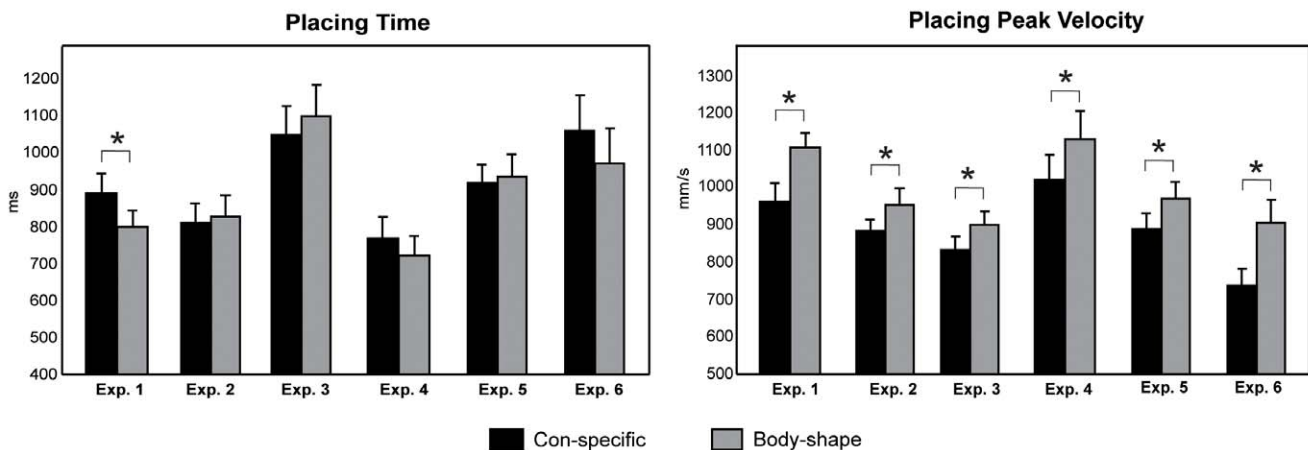 Placing Time
ms
1200
1100
1000
900
800
700
600
500
400
*
Exp. 1
Exp. 2
Exp. 3
Exp. 4
Exp. 5
Exp. 6
Placing Peak Velocity
mm/s
1300
1200
1100
1000
900
800
700
600
500
*
*
*
*
*
*
Exp. 1
Exp. 2
Exp. 3
Exp. 4
Exp. 5
Exp. 6
Con-specific
Body-shape